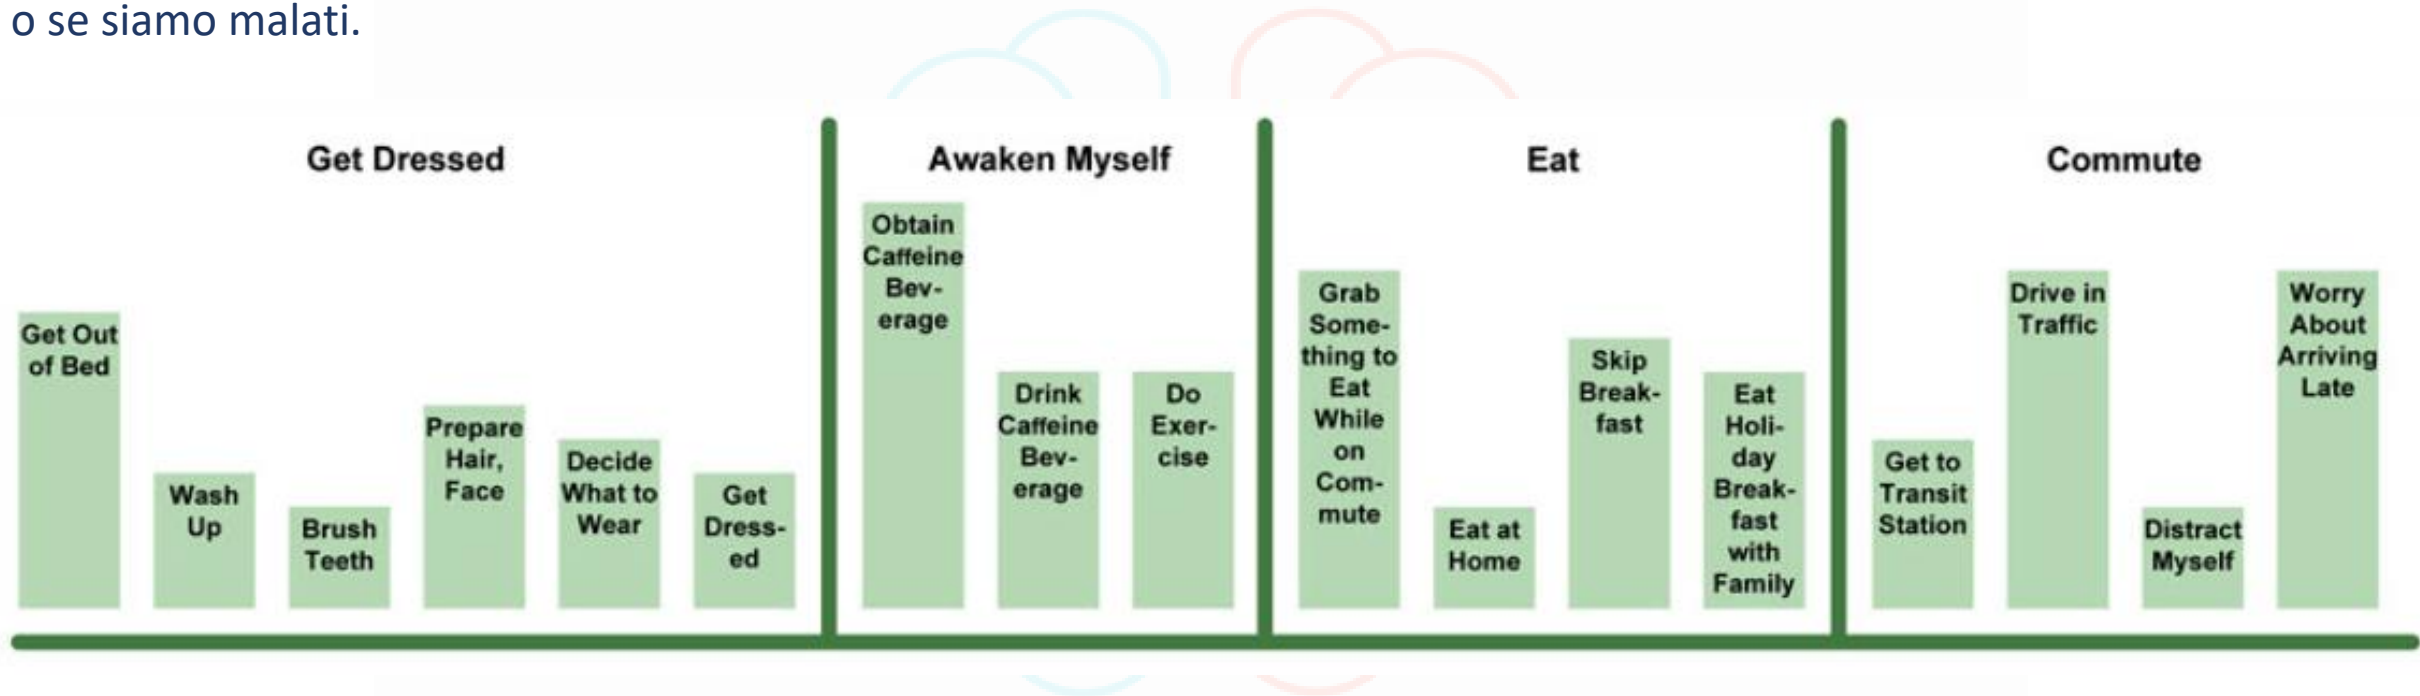 o se siamo malati.
Get Dressed
Get Out
of Bed
Wash
Up
Brush
Teeth
Prepare
Hair,
Face
Decide
What to
Wear
Get
Dress-
ed
Awaken Myself
Obtain
Caffeine
Bev-
erage
Drink
Caffeine
Bev-
erage
Do
Exer-
cise
Eat
Grab
Some-
thing to
Eat
While
on
Com-
mute
Eat at
Home
Skip
Break-
fast
Eat
Holi-
day
Break-
fast
with
Family
Commute
Get to
Transit
Station
Drive in
Traffic
Distract
Myself
Worry
About
Arriving
Late